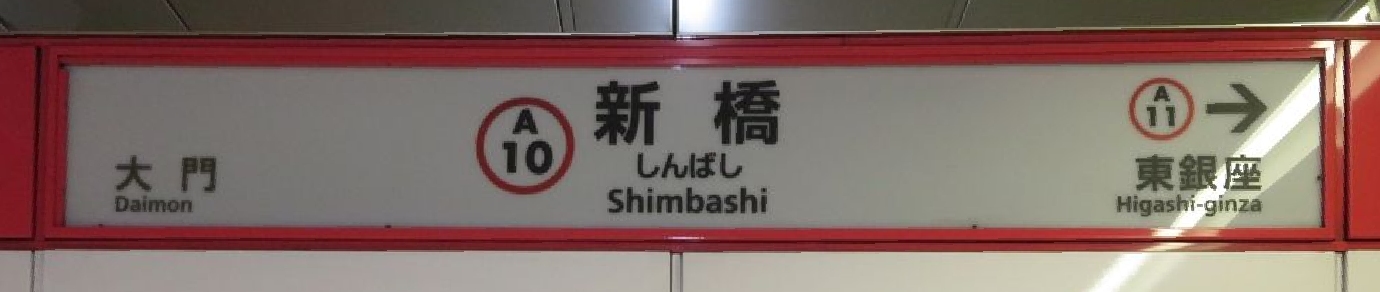 大門
Daimon
A
10
新橋
しんばし
Shimbashi
A
11
→
東銀座
Higashi-ginza